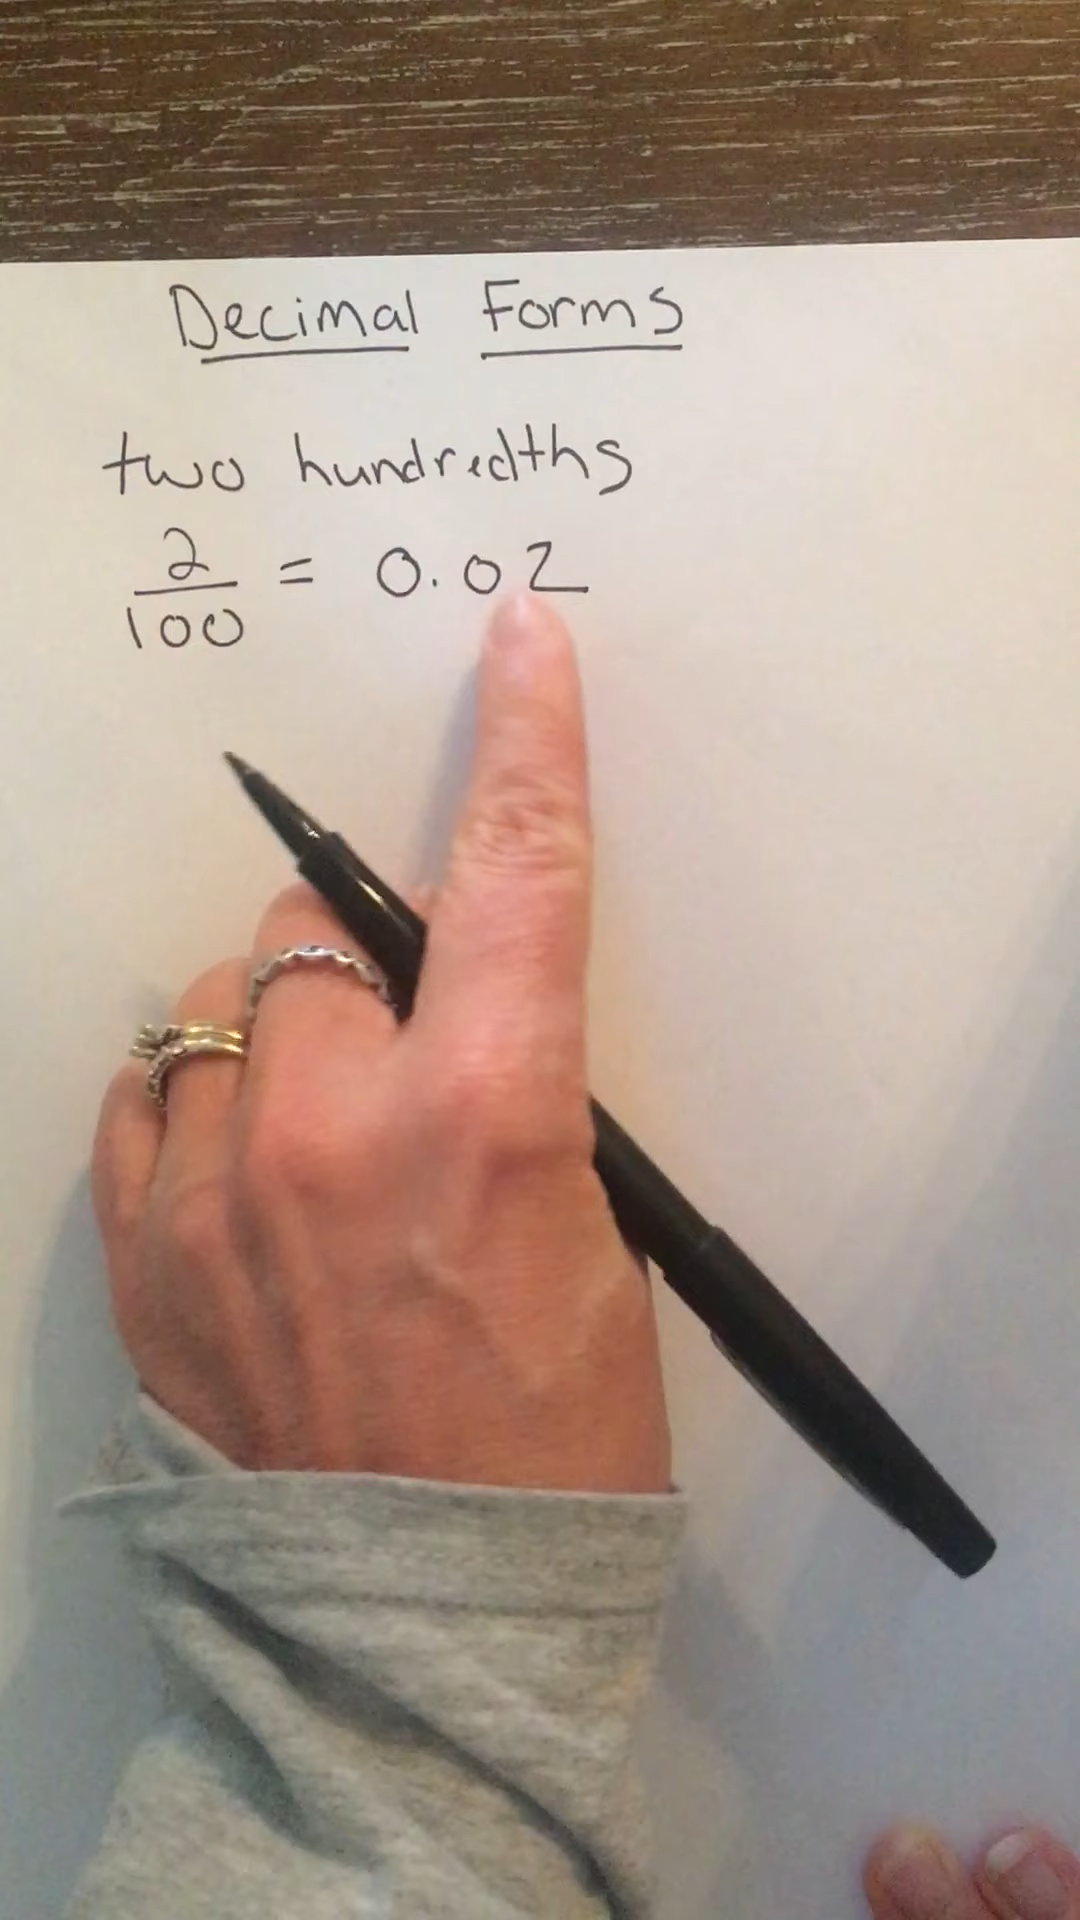 Decimal Forms
two hundredths
2/100 = 0.02